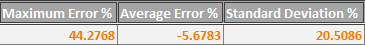 Maximum Error % Average Error % Standard Deviation %
44.2768 -5.6783 20.5086